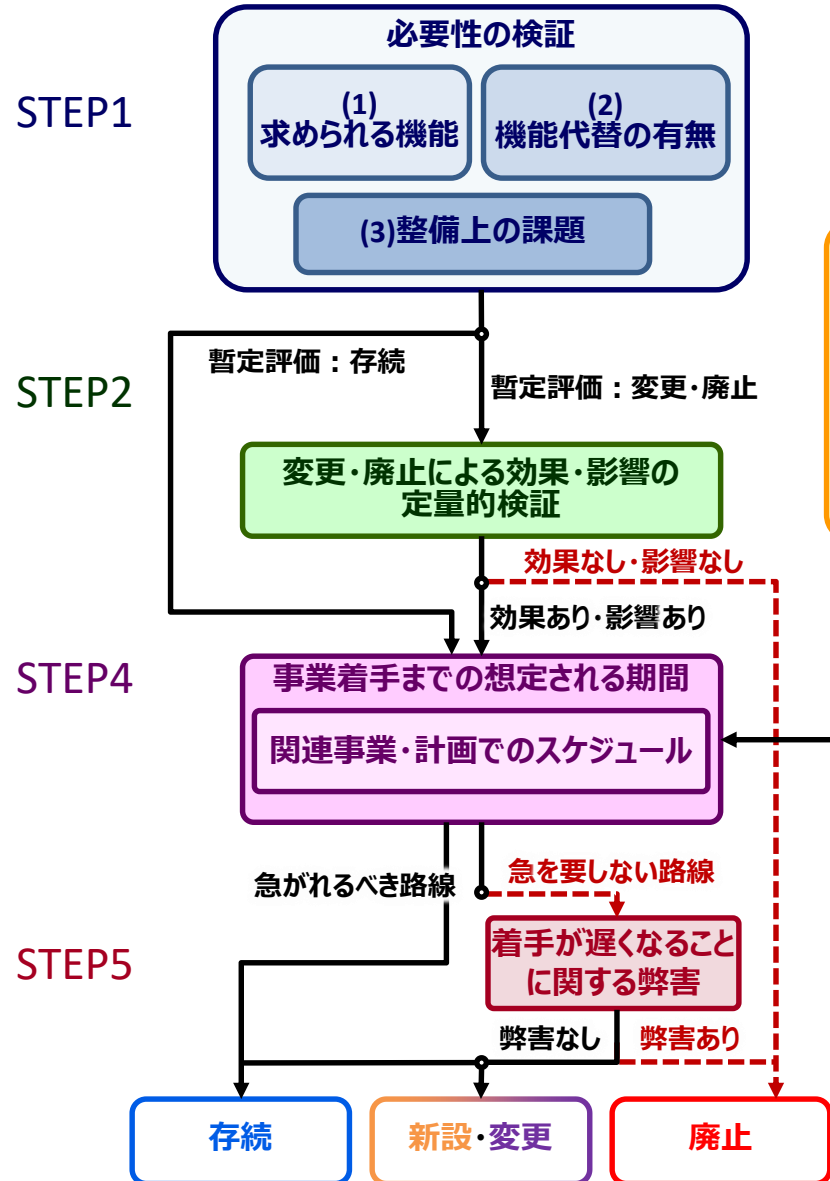 必要性の検証
STEP1
(1)
求められる機能
(2)
機能代替の有無
(3)整備上の課題
暫定評価：存続
STEP2
暫定評価：変更・廃止
変更・廃止による効果・影響の
定量的検証
効果なし・影響なし
効果あり・影響あり
STEP4
事業着手までの想定される期間
関連事業・計画でのスケジュール
急がれるべき路線
急を要しない路線
STEP5
着手が遅くなること
に関する弊害
弊害なし
弊害あり
存続
新設・変更
廃止